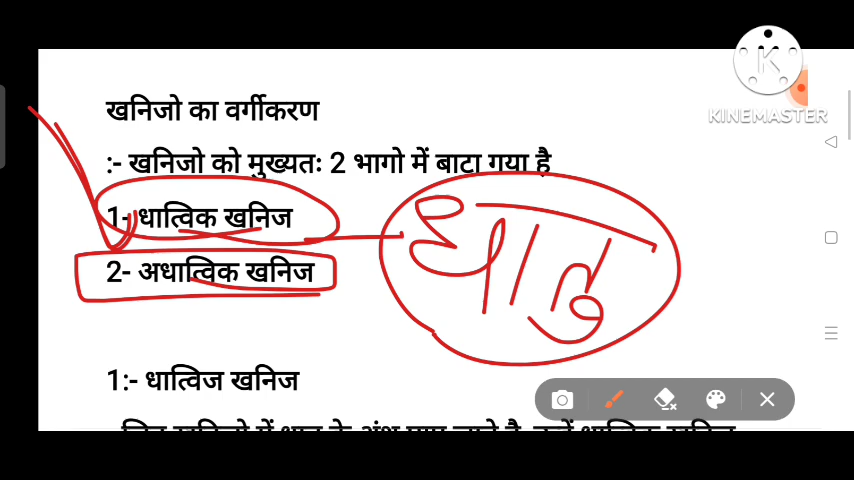 KINEMASTER
खनिजो का वर्गीकरण
:- खनिजो को मुख्यतः 2 भागो में बाटा गया है
1- धात्विक खनिज
धातु
2- अधात्विक खनिज
1:- धात्विज खनिज